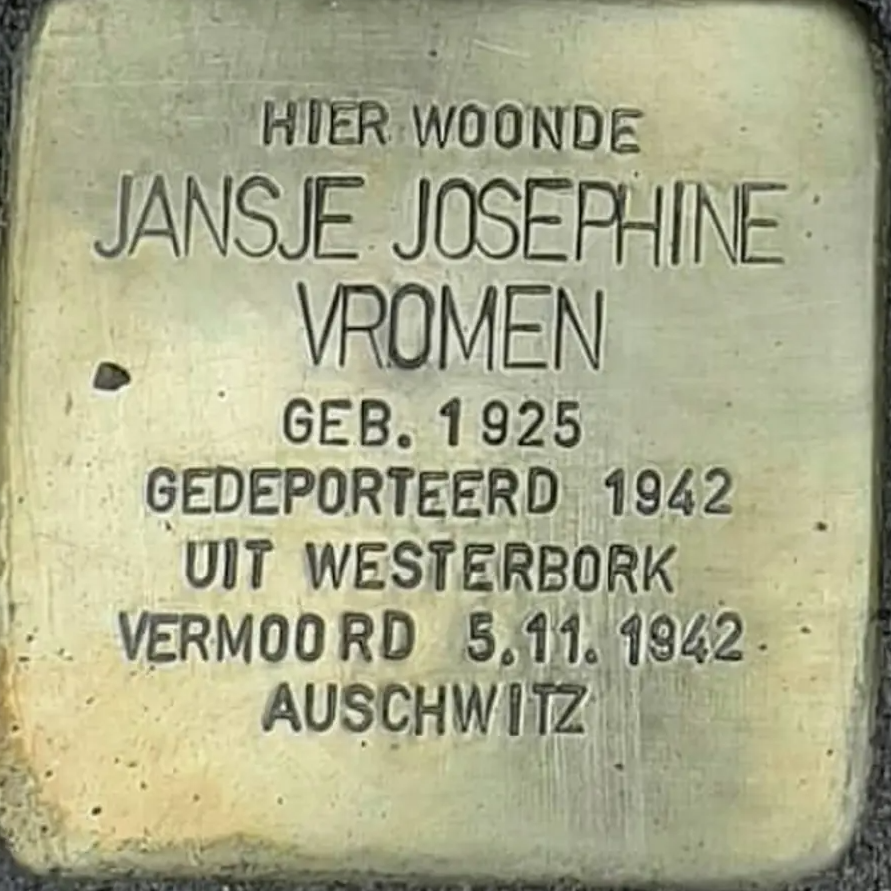 HIER WOONDE
JANSJE JOSEPHINE
VROMEN
GEB. 1925
GEDEPORTEERD 1942
UIT WESTERBORK
VERMOORD 5.11.1942
AUSCHWITZ